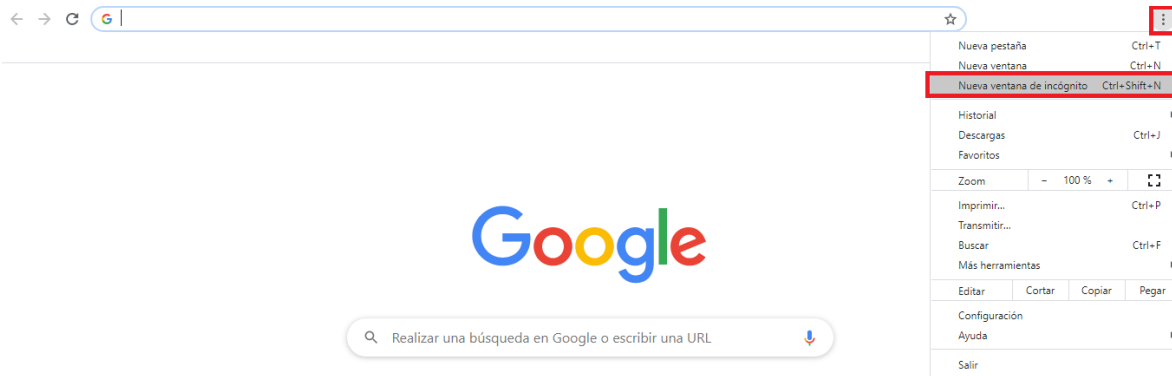 Nueva pestaña Ctrl+T
Nueva ventana Ctrl+N
Nueva ventana de incógnito Ctrl+Shift+N
Historial
Descargas Ctrl+J
Favoritos
Zoom - 100 % +
Imprimir... Ctrl+P
Transmitir...
Buscar Ctrl+F
Más herramientas
Editar Cortar Copiar Pegar
Configuración
Ayuda
Salir
Google
Realizar una búsqueda en Google o escribir una URL